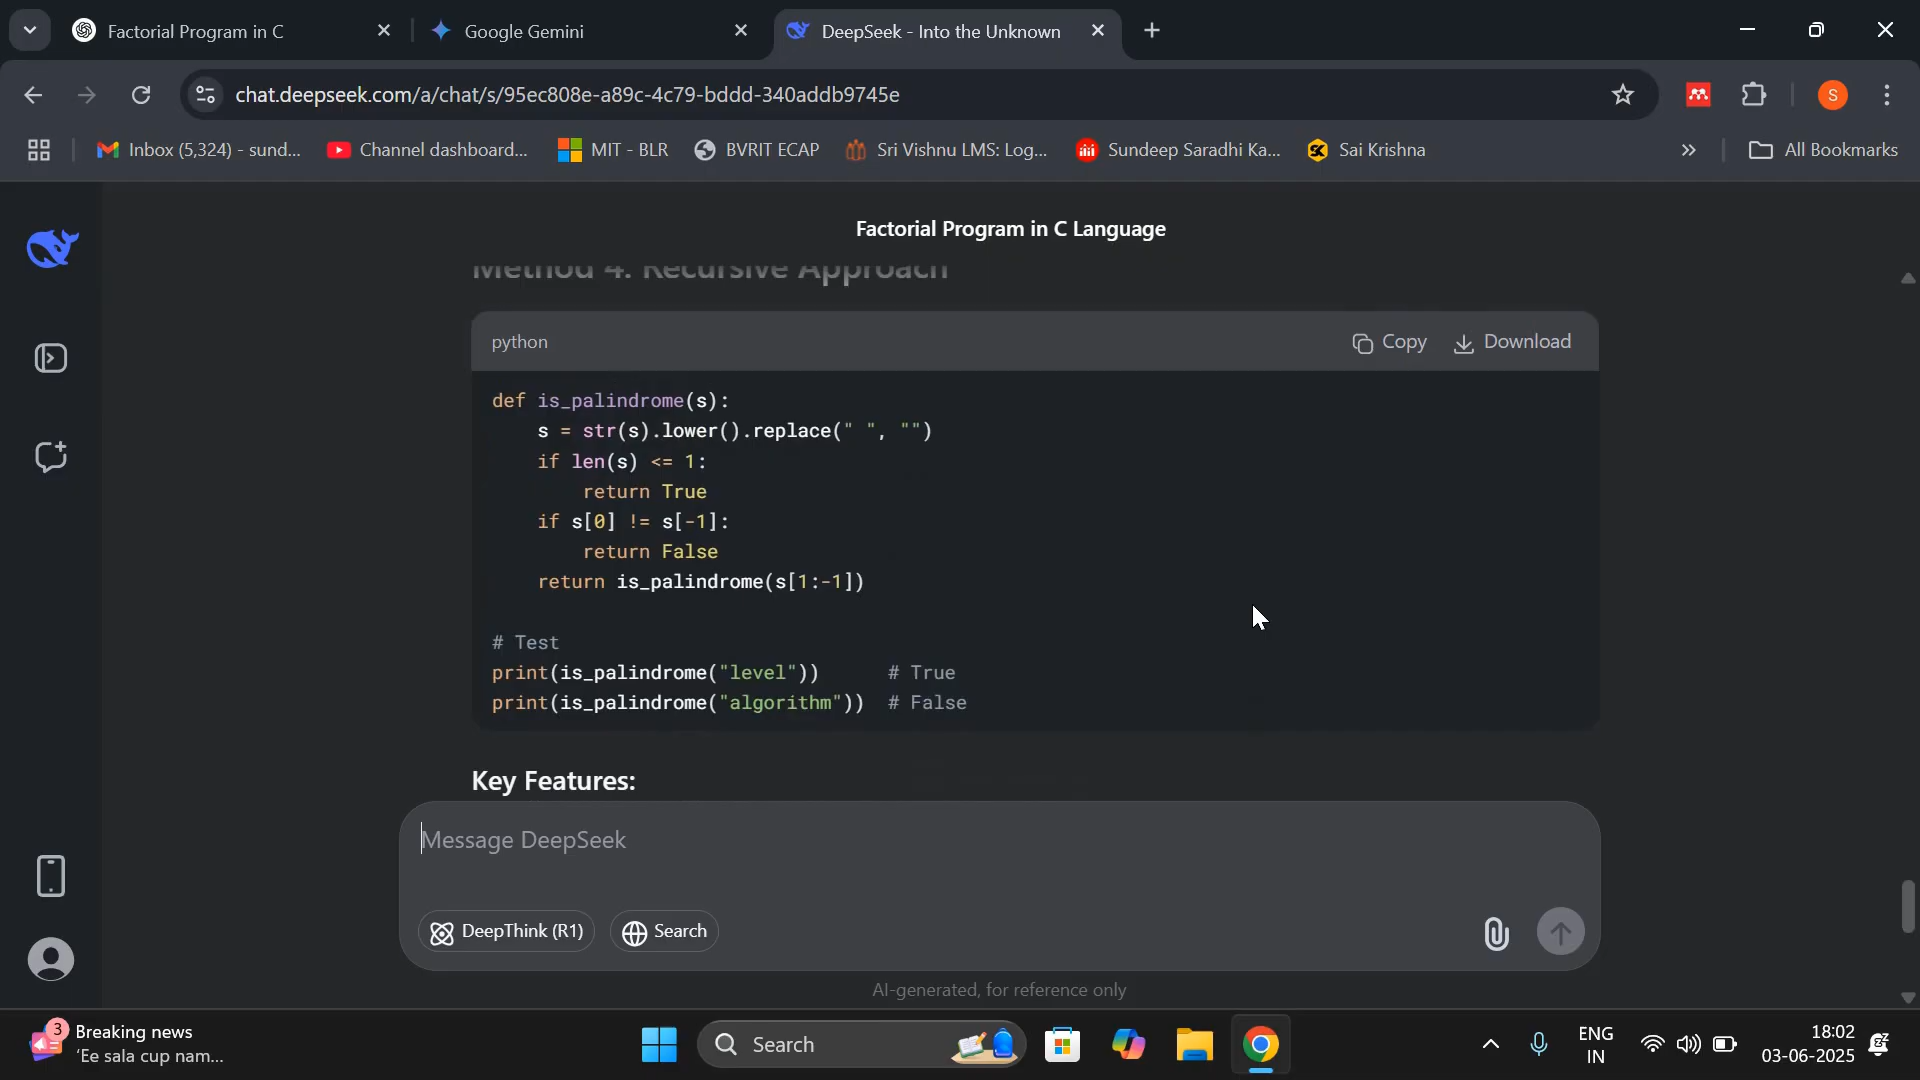 Factorial Program in C
Google Gemini
DeepSeek - Into the Unknown
chat.deepseek.com/a/chat/s/95ec808e-a89c-4c79-bddd-340addb9745e
S
Inbox (5,324) - sund...
Channel dashboard...
MIT - BLR
BVRIT ECAP
Sri Vishnu LMS: Log...
Sundeep Saradhi Ka...
Sai Krishna
All Bookmarks
Factorial Program in C Language
Method 4: Recursive Approach
python
Copy
Download
def is_palindrome(s):
    s = str(s).lower().replace(" ", "")
    if len(s) <= 1:
        return True
    if s[0] != s[-1]:
        return False
    return is_palindrome(s[1:-1])
# Test
print(is_palindrome("level"))      # True
print(is_palindrome("algorithm"))  # False
Key Features:
Message DeepSeek
DeepThink (R1)
Search
AI-generated, for reference only
3
Breaking news
'Ee sala cup nam...
Search
ENG
IN
18:02
03-06-2025